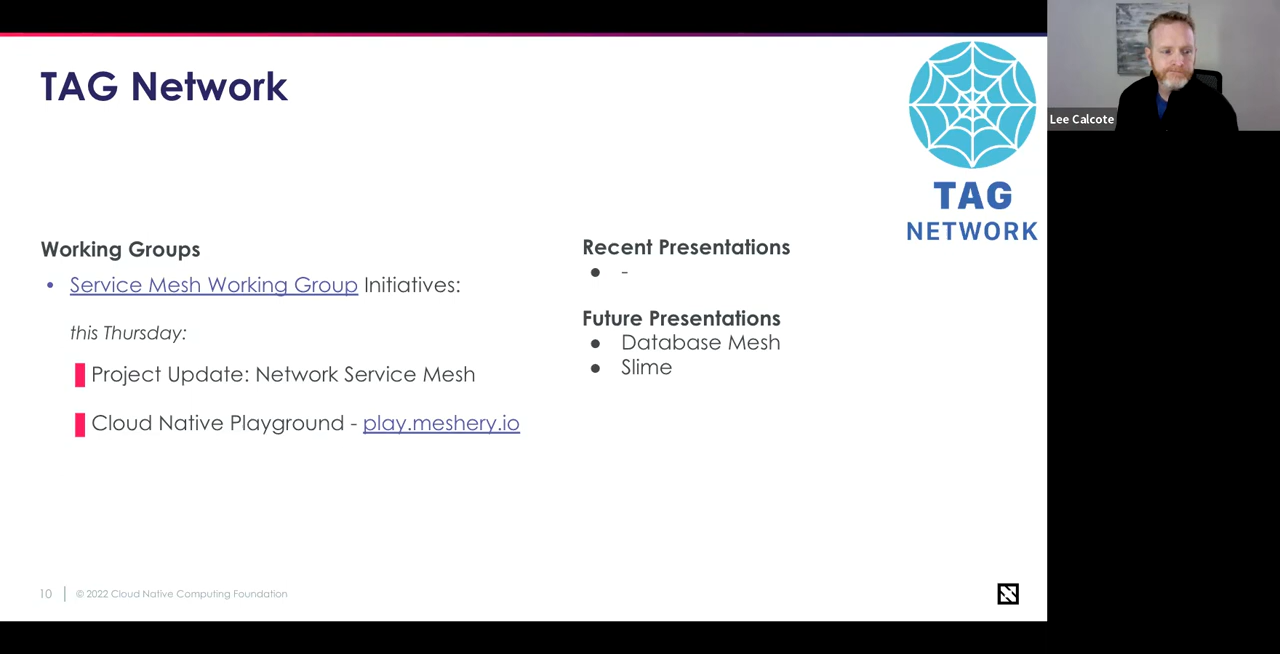 TAG Network
TAG
NETWORK
Lee Calcote
Working Groups
• Service Mesh Working Group Initiatives:
this Thursday:
Project Update: Network Service Mesh
Cloud Native Playground - play.meshery.io
Recent Presentations
● -
Future Presentations
● Database Mesh
● Slime
10 | © 2022 Cloud Native Computing Foundation